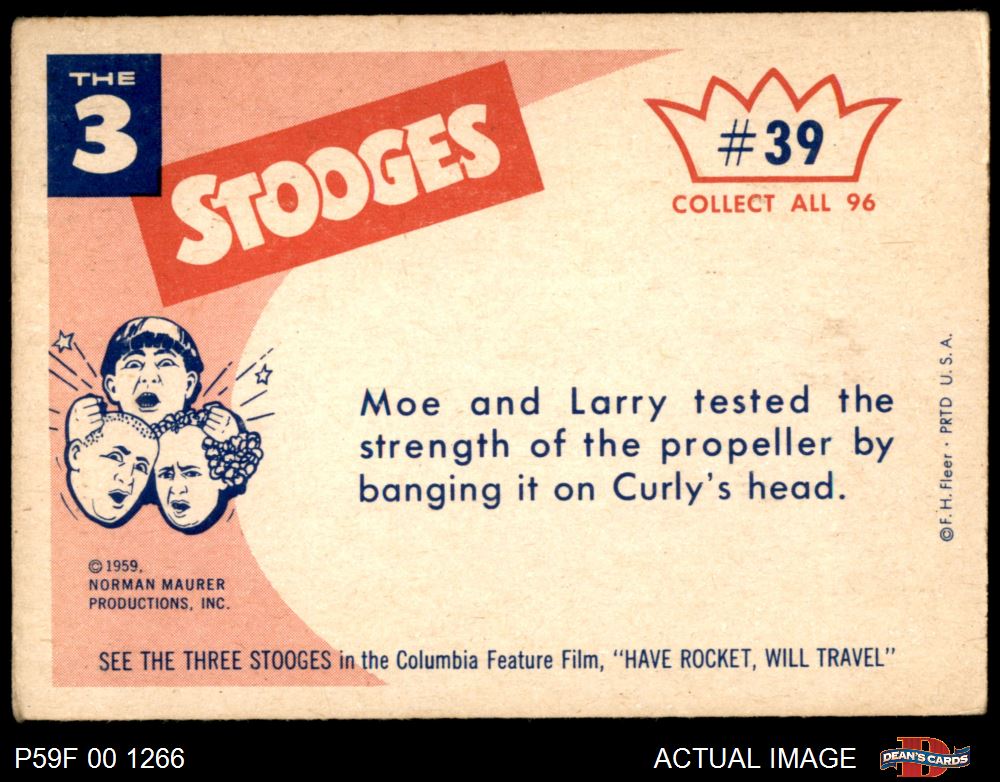 THE
3
STOOGES
#39
COLLECT ALL 96
Moe and Larry tested the
strength of the propeller by
banging it on Curly's head.
©F. H. Fleer • PRTD U. S. A.
© 1959,
NORMAN MAURER
PRODUCTIONS, INC.
SEE THE THREE STOOGES in the Columbia Feature Film, "HAVE ROCKET, WILL TRAVEL"
P59F 00 1266
ACTUAL IMAGE
DEAN'S CARDS